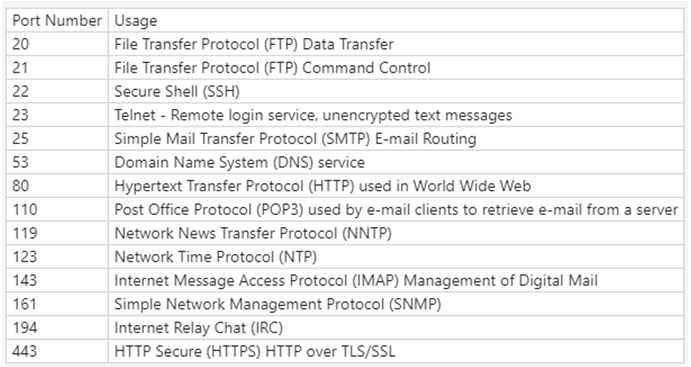 Port Number Usage
20 File Transfer Protocol (FTP) Data Transfer
21 File Transfer Protocol (FTP) Command Control
22 Secure Shell (SSH)
23 Telnet - Remote login service, unencrypted text messages
25 Simple Mail Transfer Protocol (SMTP) E-mail Routing
53 Domain Name System (DNS) service
80 Hypertext Transfer Protocol (HTTP) used in World Wide Web
110 Post Office Protocol (POP3) used by e-mail clients to retrieve e-mail from a server
119 Network News Transfer Protocol (NNTP)
123 Network Time Protocol (NTP)
143 Internet Message Access Protocol (IMAP) Management of Digital Mail
161 Simple Network Management Protocol (SNMP)
194 Internet Relay Chat (IRC)
443 HTTP Secure (HTTPS) HTTP over TLS/SSL